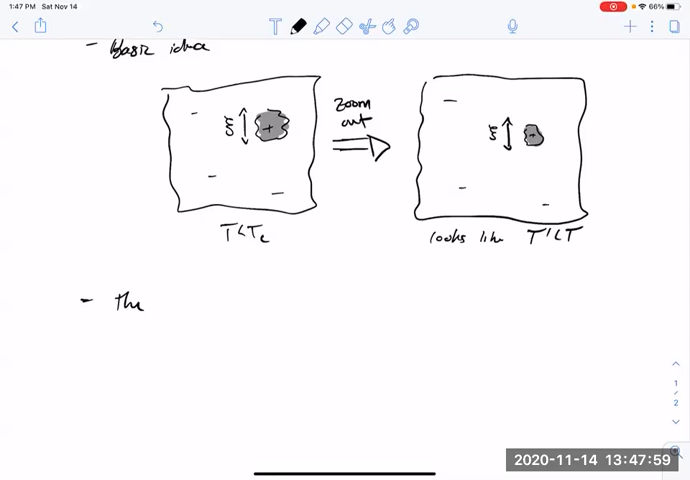 1:47 PM Sat Nov 14
66%
- Basic idea
zoom
out
ξ + ξ +
T<Tc looks like T'<T
- the
1
/
2
2020-11-14 13:47:59